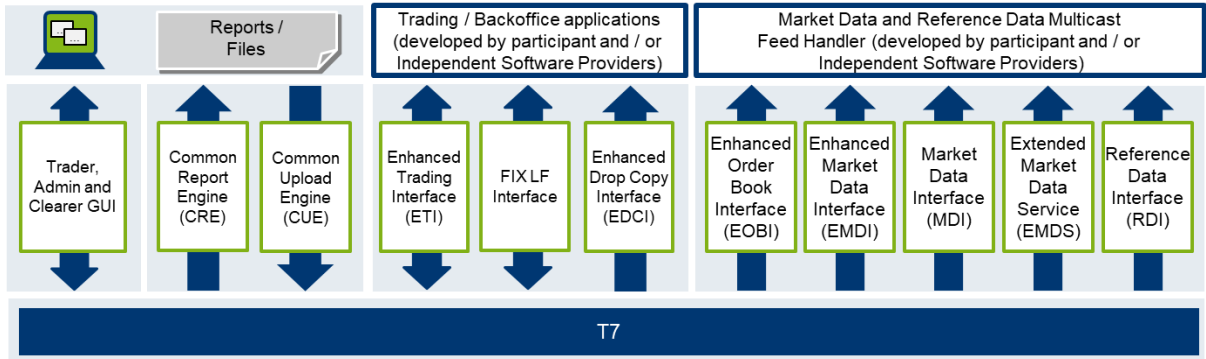 Reports /
Files
Trading / Backoffice applications
(developed by participant and / or
Independent Software Providers)
Market Data and Reference Data Multicast
Feed Handler (developed by participant and / or
Independent Software Providers)
Trader,
Admin and
Clearer GUI
Common
Report
Engine
(CRE)
Common
Upload
Engine
(CUE)
Enhanced
Trading
Interface
(ETI)
FIX LF
Interface
Enhanced
Drop Copy
Interface
(EDCI)
Enhanced
Order
Book
Interface
(EOBI)
Enhanced
Market
Data
Interface
(EMDI)
Market
Data
Interface
(MDI)
Extended
Market
Data
Service
(EMDS)
Reference
Data
Interface
(RDI)
T7